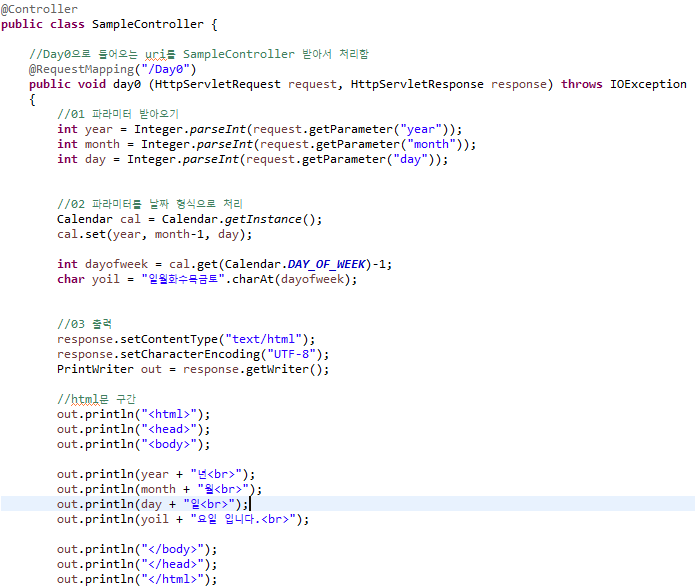 @Controller
public class SampleController {
//Day0으로 들어오는 uri를 SampleController 받아서 처리함
@RequestMapping("/Day0")
public void day0 (HttpServletRequest request, HttpServletResponse response) throws IOException
{
//01 파라미터 받아오기
int year = Integer.parseInt(request.getParameter("year"));
int month = Integer.parseInt(request.getParameter("month"));
int day = Integer.parseInt(request.getParameter("day"));
//02 파라미터를 날짜 형식으로 처리
Calendar cal = Calendar.getInstance();
cal.set(year, month-1, day);
int dayofweek = cal.get(Calendar.DAY_OF_WEEK)-1;
char yoil = "일월화수목금토".charAt(dayofweek);
//03 출력
response.setContentType("text/html");
response.setCharacterEncoding("UTF-8");
PrintWriter out = response.getWriter();
//html문 구간
out.println("<html>");
out.println("<head>");
out.println("<body>");
out.println(year + "년<br>");
out.println(month + "월<br>");
out.println(day + "일<br>");
out.println(yoil + "요일 입니다.<br>");
out.println("</body>");
out.println("</head>");
out.println("</html>");